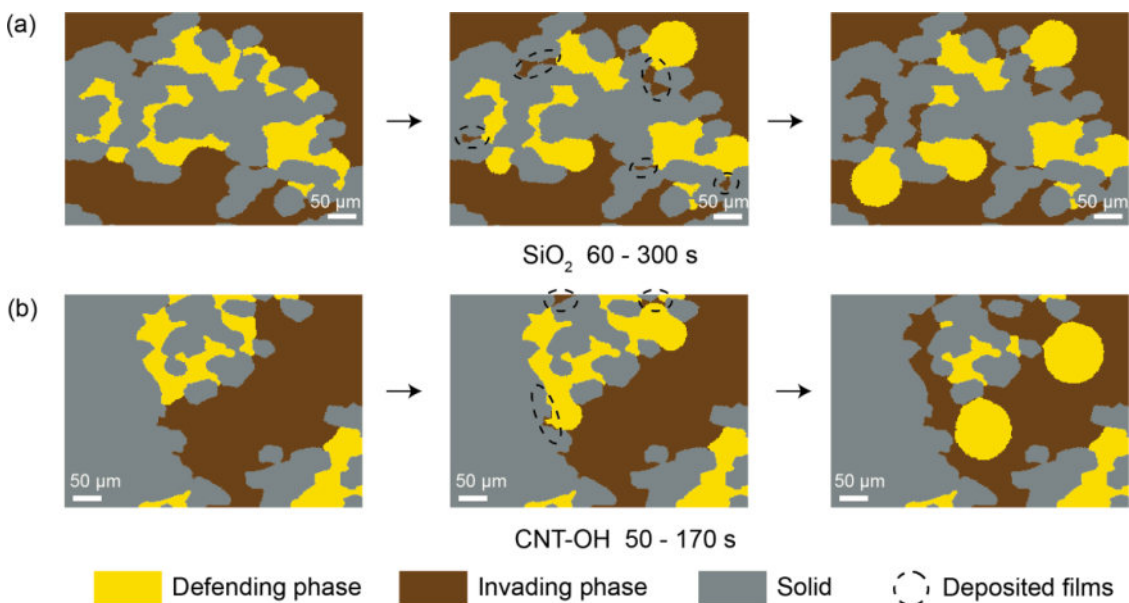 (a)
50 µm
50 µm
50 µm
SiO₂ 60 - 300 s
(b)
50 µm
50 µm
50 µm
CNT-OH 50 - 170 s
Defending phase
Invading phase
Solid
Deposited films